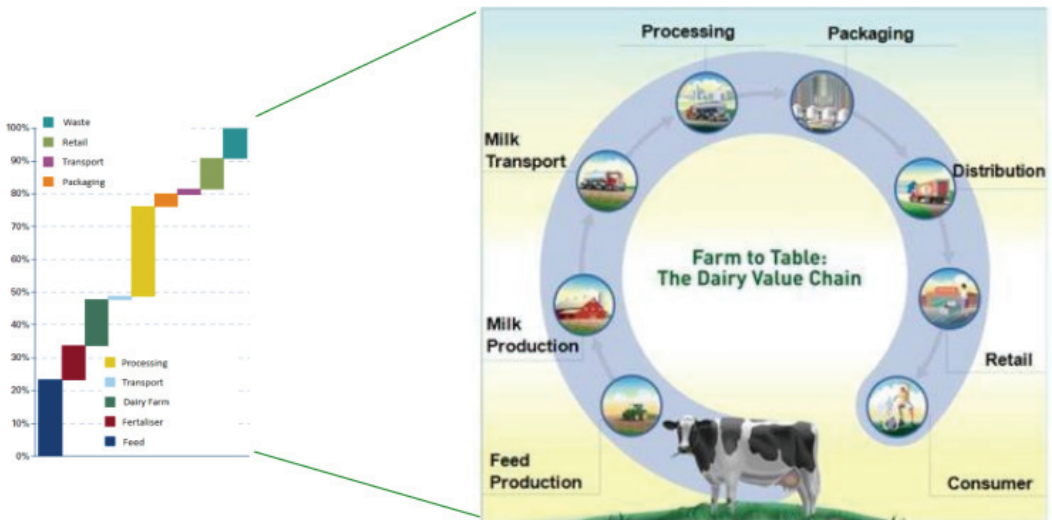 Waste
Retail
Transport
Packaging
100%
90%
80%
70%
60%
50%
40%
30%
20%
10%
0%
Processing
Transport
Dairy Farm
Fertaliser
Feed
Processing
Packaging
Milk
Transport
Distribution
Farm to Table:
The Dairy Value Chain
Milk
Production
Retail
Feed
Production
Consumer